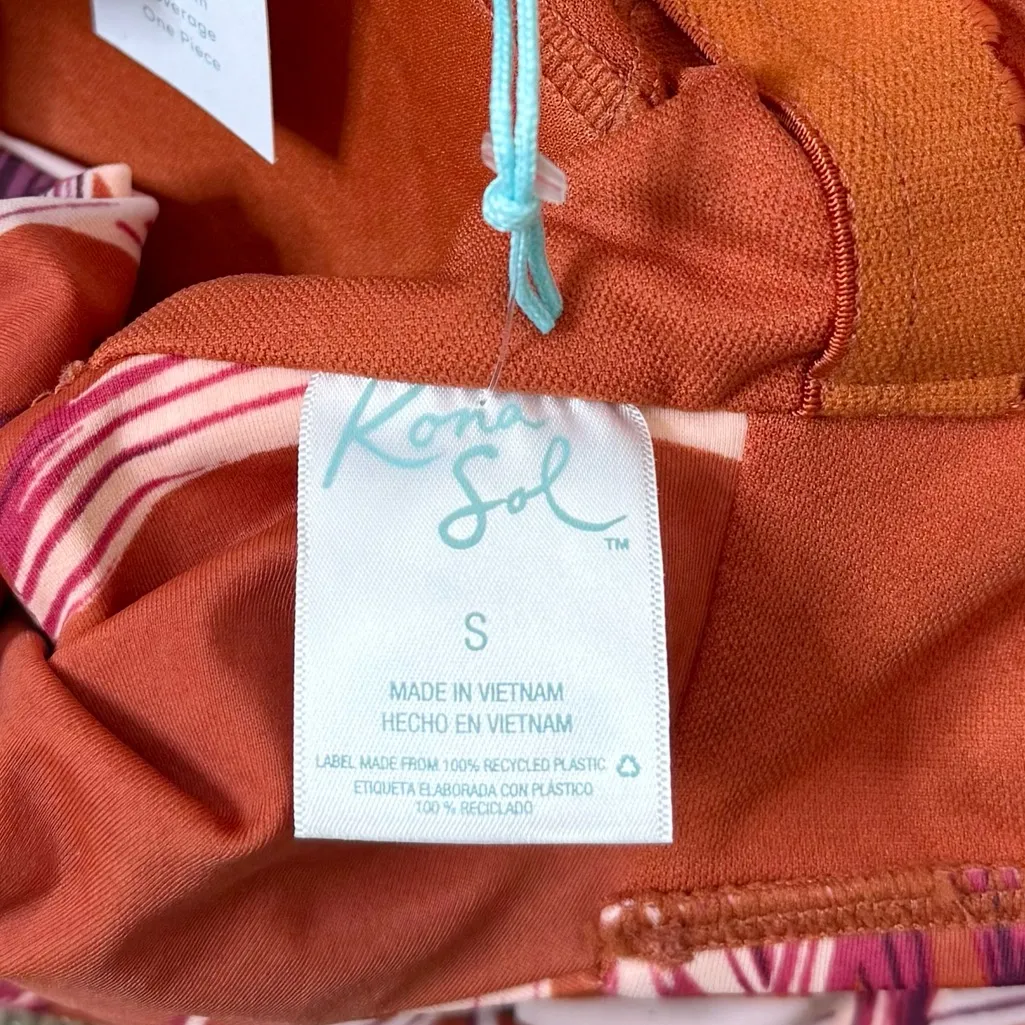 verage
One Piece
Kona
Sol
TM
S
MADE IN VIETNAM
HECHO EN VIETNAM
LABEL MADE FROM 100% RECYCLED PLASTIC
ETIQUETA ELABORADA CON PLÁSTICO
100 % RECICLADO